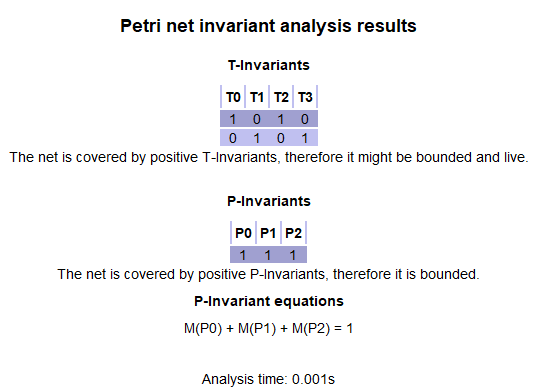 Petri net invariant analysis results
T-Invariants
T0 T1 T2 T3
1 0 1 0
0 1 0 1
The net is covered by positive T-Invariants, therefore it might be bounded and live.
P-Invariants
P0 P1 P2
1 1 1
The net is covered by positive P-Invariants, therefore it is bounded.
P-Invariant equations
M(P0) + M(P1) + M(P2) = 1
Analysis time: 0.001s